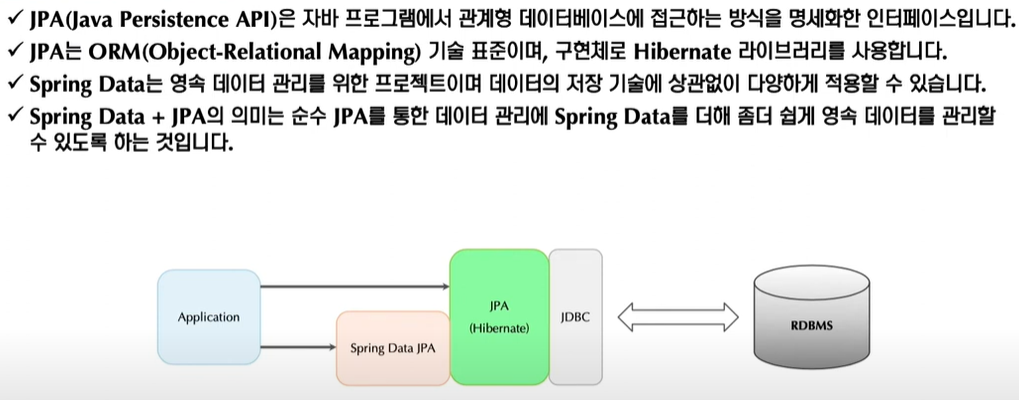 ✓ JPA(Java Persistence API)은 자바 프로그램에서 관계형 데이터베이스에 접근하는 방식을 명세화한 인터페이스입니다.
✓ JPA는 ORM(Object-Relational Mapping) 기술 표준이며, 구현체로 Hibernate 라이브러리를 사용합니다.
✓ Spring Data는 영속 데이터 관리를 위한 프로젝트이며 데이터의 저장 기술에 상관없이 다양하게 적용할 수 있습니다.
✓ Spring Data + JPA의 의미는 순수 JPA를 통한 데이터 관리에 Spring Data를 더해 좀더 쉽게 영속 데이터를 관리할
수 있도록 하는 것입니다.
Application
Spring Data JPA
JPA
(Hibernate)
JDBC
RDBMS